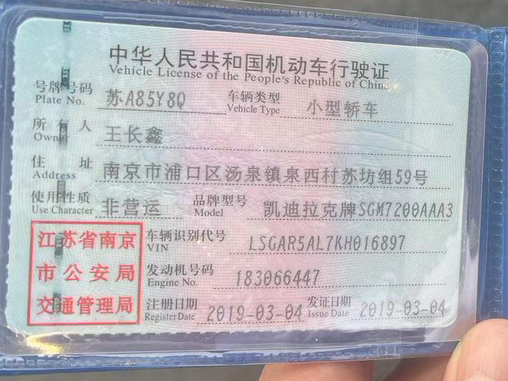 中华人民共和国机动车行驶证
Vehicle License of the People's Republic of China
号牌号码 Plate No. 苏A85Y8Q 车辆类型 Vehicle Type 小型轿车
所有人 Owner 王长鑫
住址 Address 南京市浦口区汤泉镇泉西村苏坊组59号
使用性质 Use Character 非营运 品牌型号 Model 凯迪拉克牌SGM7200AAA3
车辆识别代号 VIN LSGAR5AL7KH016897
发动机号码 Engine No. 183066447
注册日期 Register Date 2019-03-04 发证日期 Issue Date 2019-03-04
江苏省南京
市公安局
交通管理局